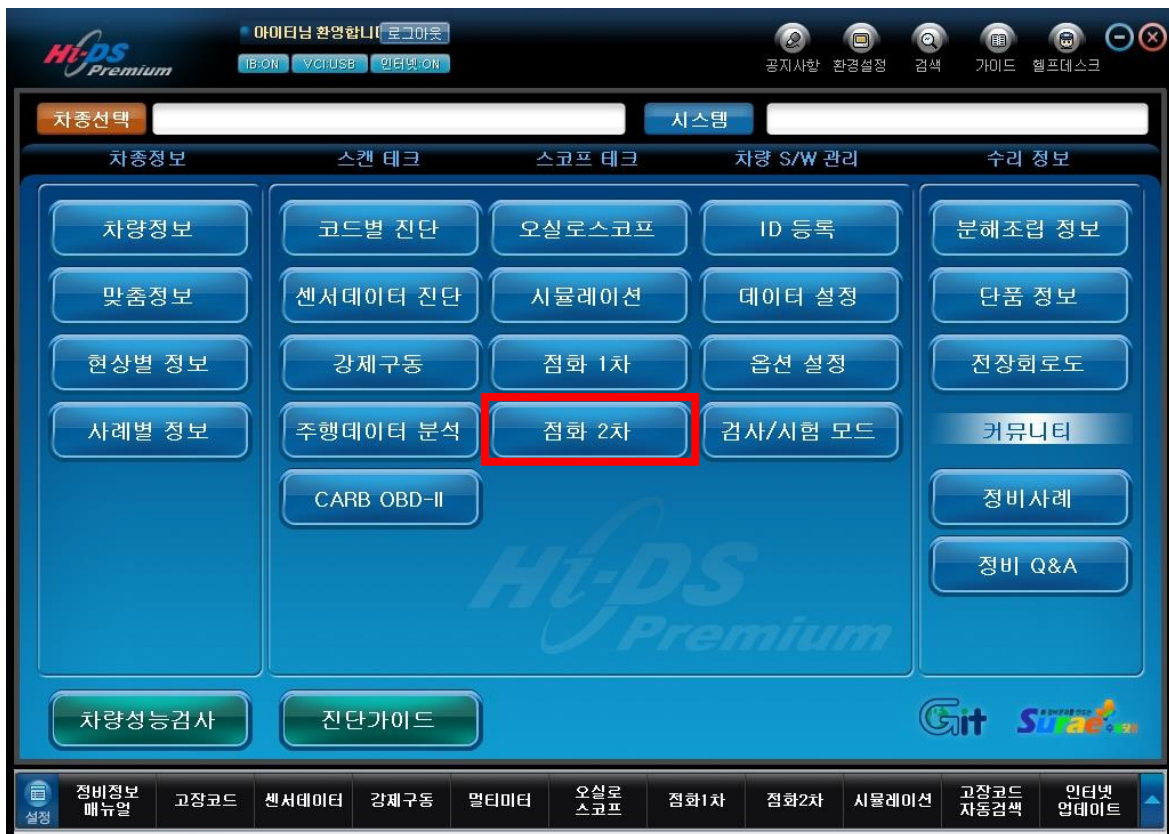 Hi-DS Premium
아이티님 환영합니다 로그아웃
IB:ON VCI:USB 인터넷:ON
공지사항 환경설정 검색 가이드 헬프데스크
차종선택 시스템
차종정보 스캔 테크 스코프 테크 차량 S/W 관리 수리 정보
차량정보 코드별 진단 오실로스코프 ID 등록 분해조립 정보
맞춤정보 센서데이터 진단 시뮬레이션 데이터 설정 단품 정보
현상별 정보 강제구동 점화 1차 옵션 설정 전장회로도
사례별 정보 주행데이터 분석 점화 2차 검사/시험 모드 커뮤니티
CARB OBD-II 정비사례
정비 Q&A
Hi-DS
Premium
차량성능검사 진단가이드 Git Surae
설정 정비정보 매뉴얼 고장코드 센서데이터 강제구동 멀티미터 오실로 스코프 점화1차 점화2차 시뮬레이션 고장코드 자동검색 인터넷 업데이트